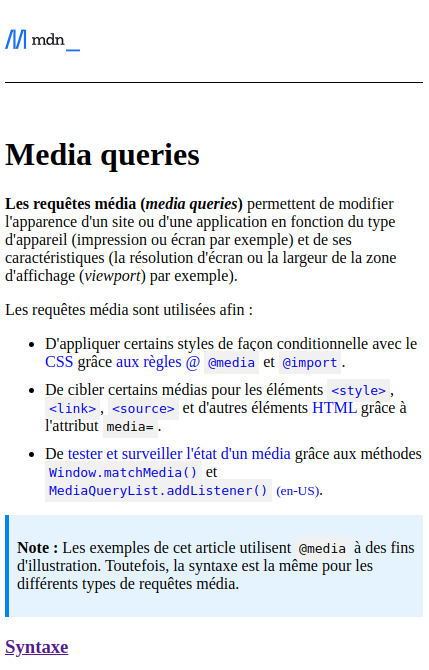 mdn_
Media queries
Les requêtes média (media queries) permettent de modifier
l'apparence d'un site ou d'une application en fonction du type
d'appareil (impression ou écran par exemple) et de ses
caractéristiques (la résolution d'écran ou la largeur de la zone
d'affichage (viewport) par exemple).
Les requêtes média sont utilisées afin :
• D'appliquer certains styles de façon conditionnelle avec le
CSS grâce aux règles @ @media et @import.
• De cibler certains médias pour les éléments <style>,
<link>, <source> et d'autres éléments HTML grâce à
l'attribut media=.
• De tester et surveiller l'état d'un média grâce aux méthodes
Window.matchMedia() et
MediaQueryList.addListener() (en-US).
Note : Les exemples de cet article utilisent @media à des fins
d'illustration. Toutefois, la syntaxe est la même pour les
différents types de requêtes média.
Syntaxe